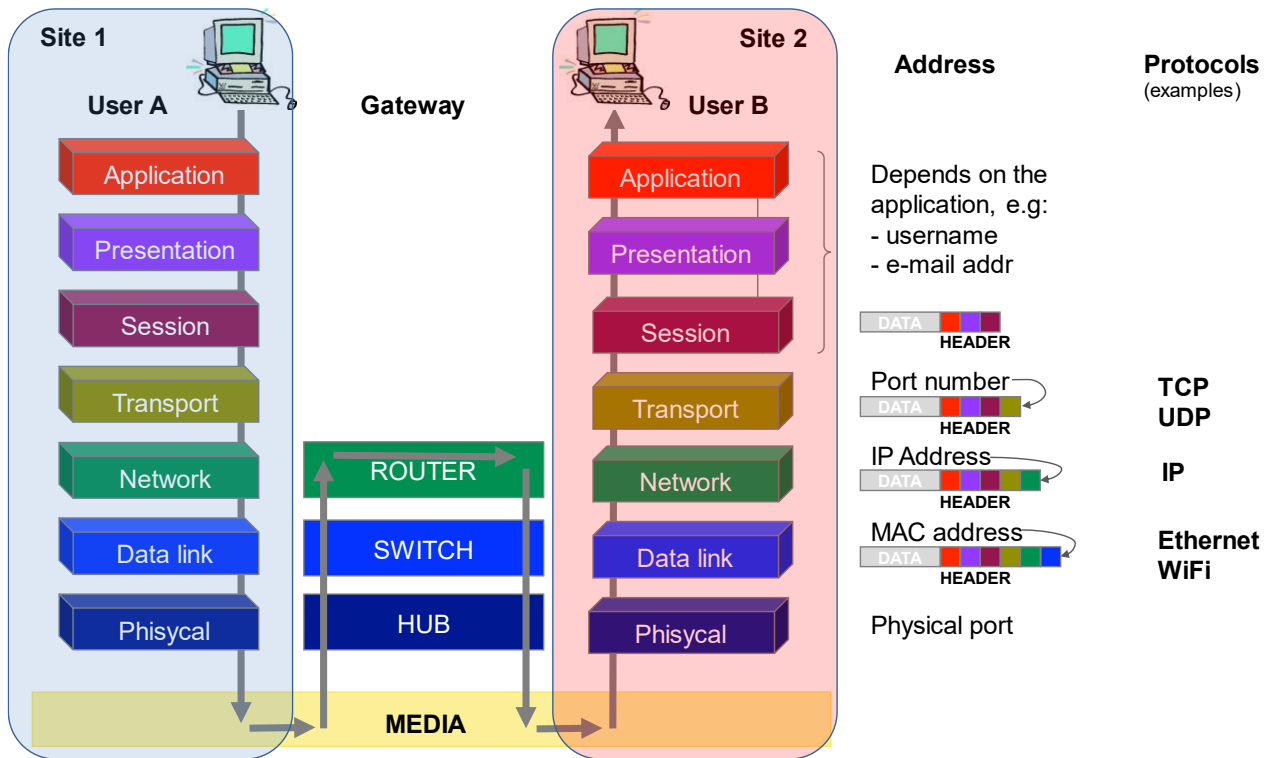 Site 1
User A
Gateway
Site 2
User B
Address
Protocols
(examples)
Application
Presentation
Session
Transport
Network
Data link
Phisycal
ROUTER
SWITCH
HUB
MEDIA
Application
Presentation
Session
Transport
Network
Data link
Phisycal
Depends on the
application, e.g:
- username
- e-mail addr
DATA
HEADER
Port number
DATA
HEADER
TCP
UDP
IP Address
DATA
HEADER
IP
MAC address
DATA
HEADER
Ethernet
WiFi
Physical port